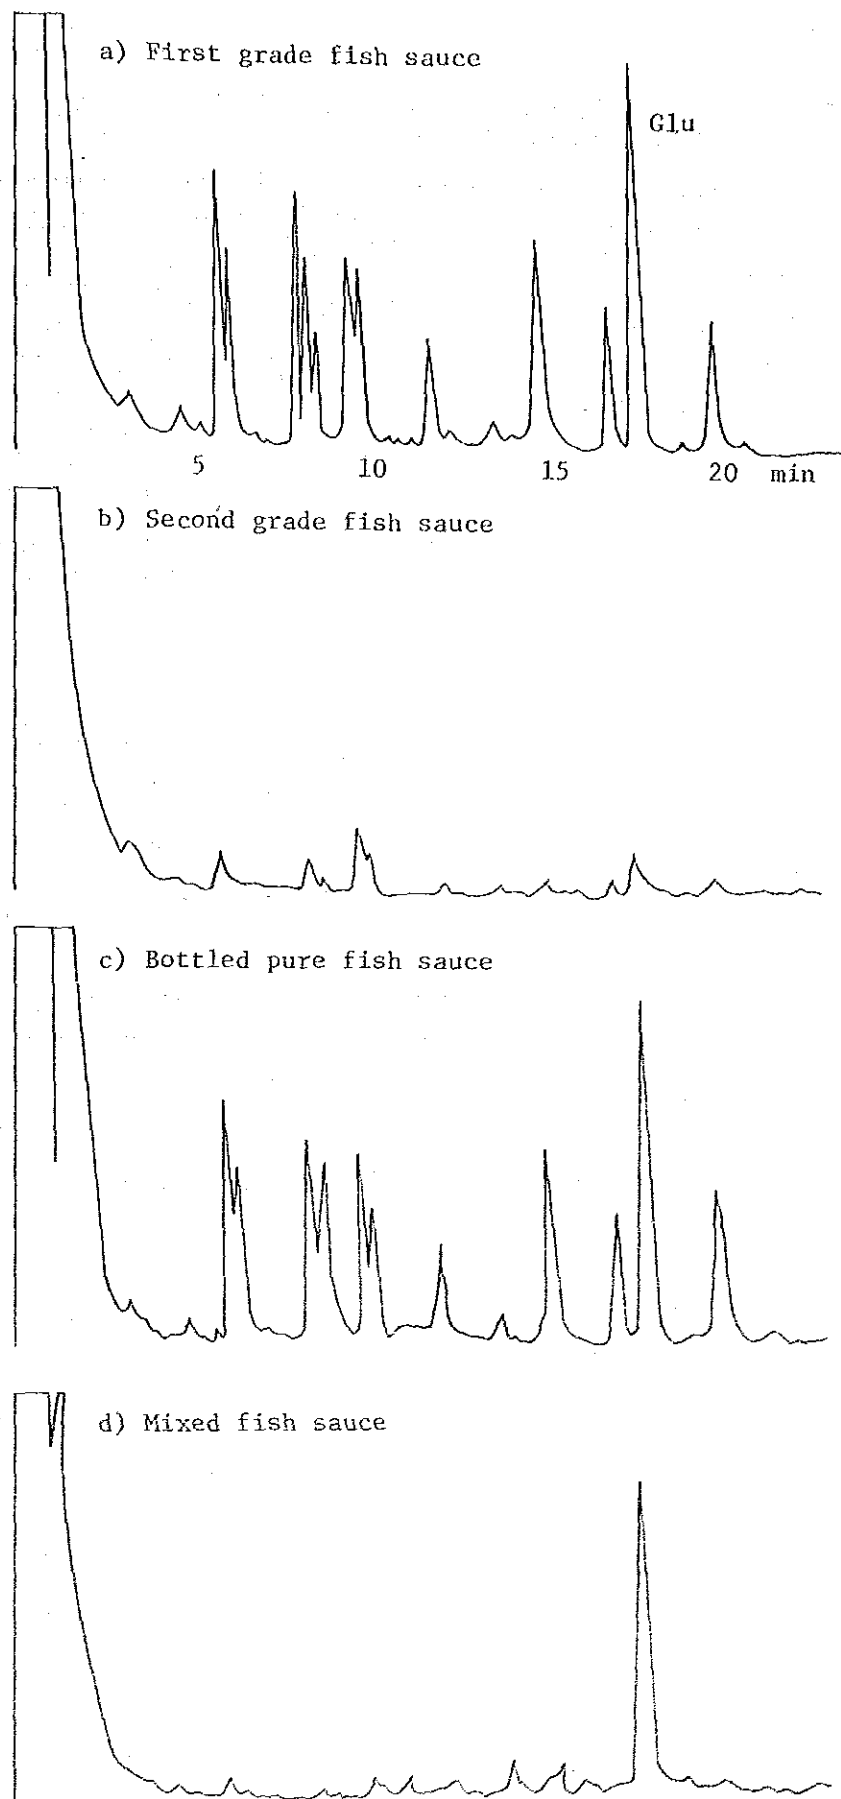 a) First grade fish sauce
Glu
5 10 15 20 min
b) Second grade fish sauce
c) Bottled pure fish sauce
d) Mixed fish sauce